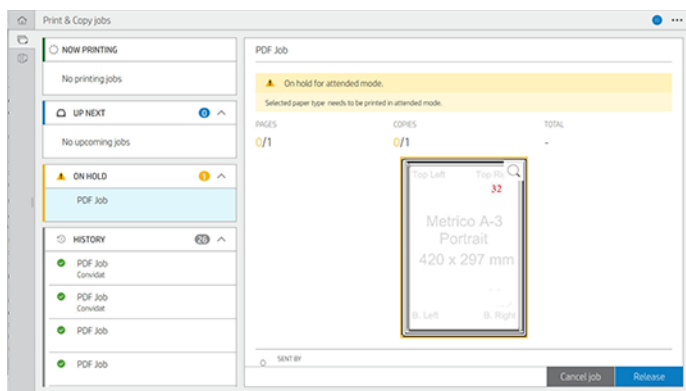 Print & Copy jobs
NOW PRINTING
No printing jobs
UP NEXT
0
No upcoming jobs
ON HOLD
1
PDF Job
HISTORY
26
PDF Job
Convidat
PDF Job
Convidat
PDF Job
PDF Job
PDF Job
On hold for attended mode.
Selected paper type needs to be printed in attended mode.
PAGES COPIES TOTAL
0/1 0/1 -
Top Left
32
Metrico A-3
Portrait
420 x 297 mm
B. Left B. Right
SENT BY
Cancel job Release